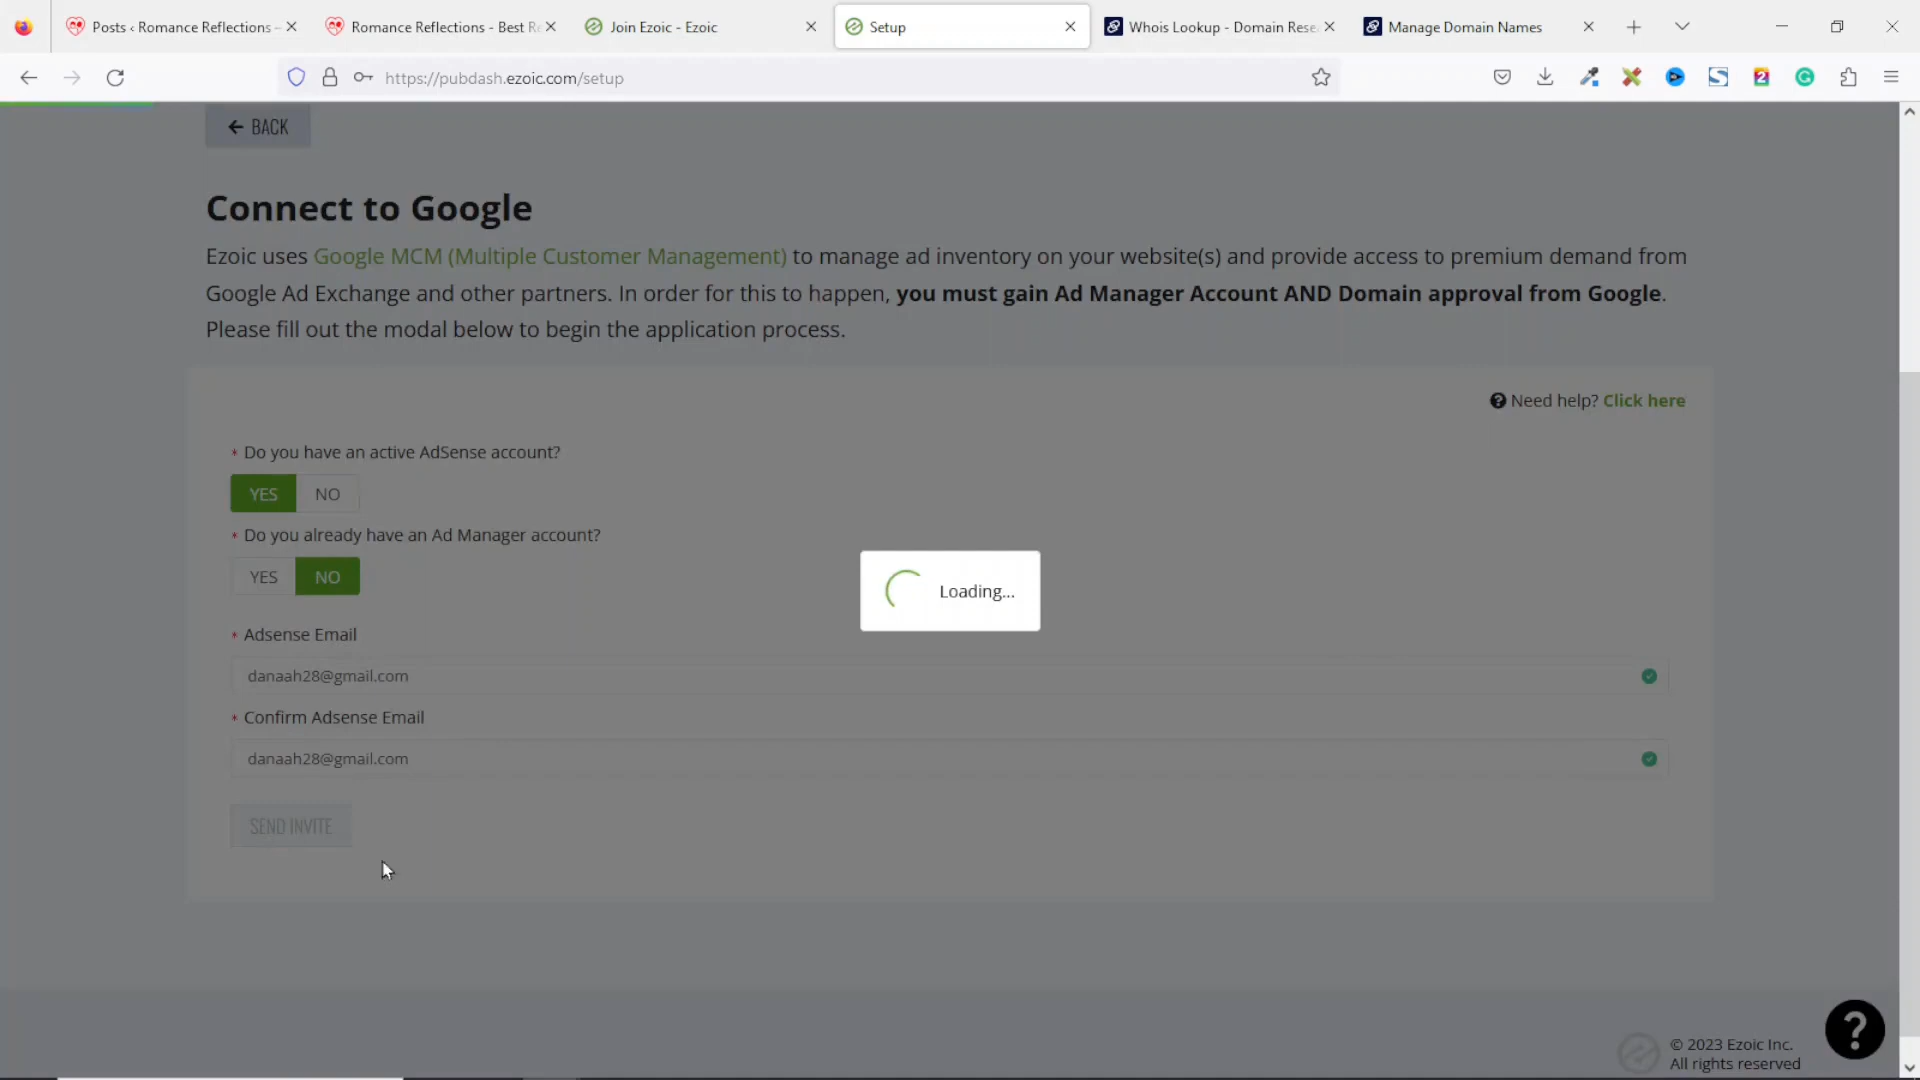 Posts ‹ Romance Reflections –
Romance Reflections - Best Re
Join Ezoic - Ezoic
Setup
Whois Lookup - Domain Rese
Manage Domain Names
https://pubdash.ezoic.com/setup
BACK
Connect to Google
Ezoic uses Google MCM (Multiple Customer Management) to manage ad inventory on your website(s) and provide access to premium demand from
Google Ad Exchange and other partners. In order for this to happen, you must gain Ad Manager Account AND Domain approval from Google.
Please fill out the modal below to begin the application process.
Need help? Click here
* Do you have an active AdSense account?
YES NO
* Do you already have an Ad Manager account?
YES NO
Loading...
* Adsense Email
danaah28@gmail.com
* Confirm Adsense Email
danaah28@gmail.com
SEND INVITE
© 2023 Ezoic Inc.
All rights reserved